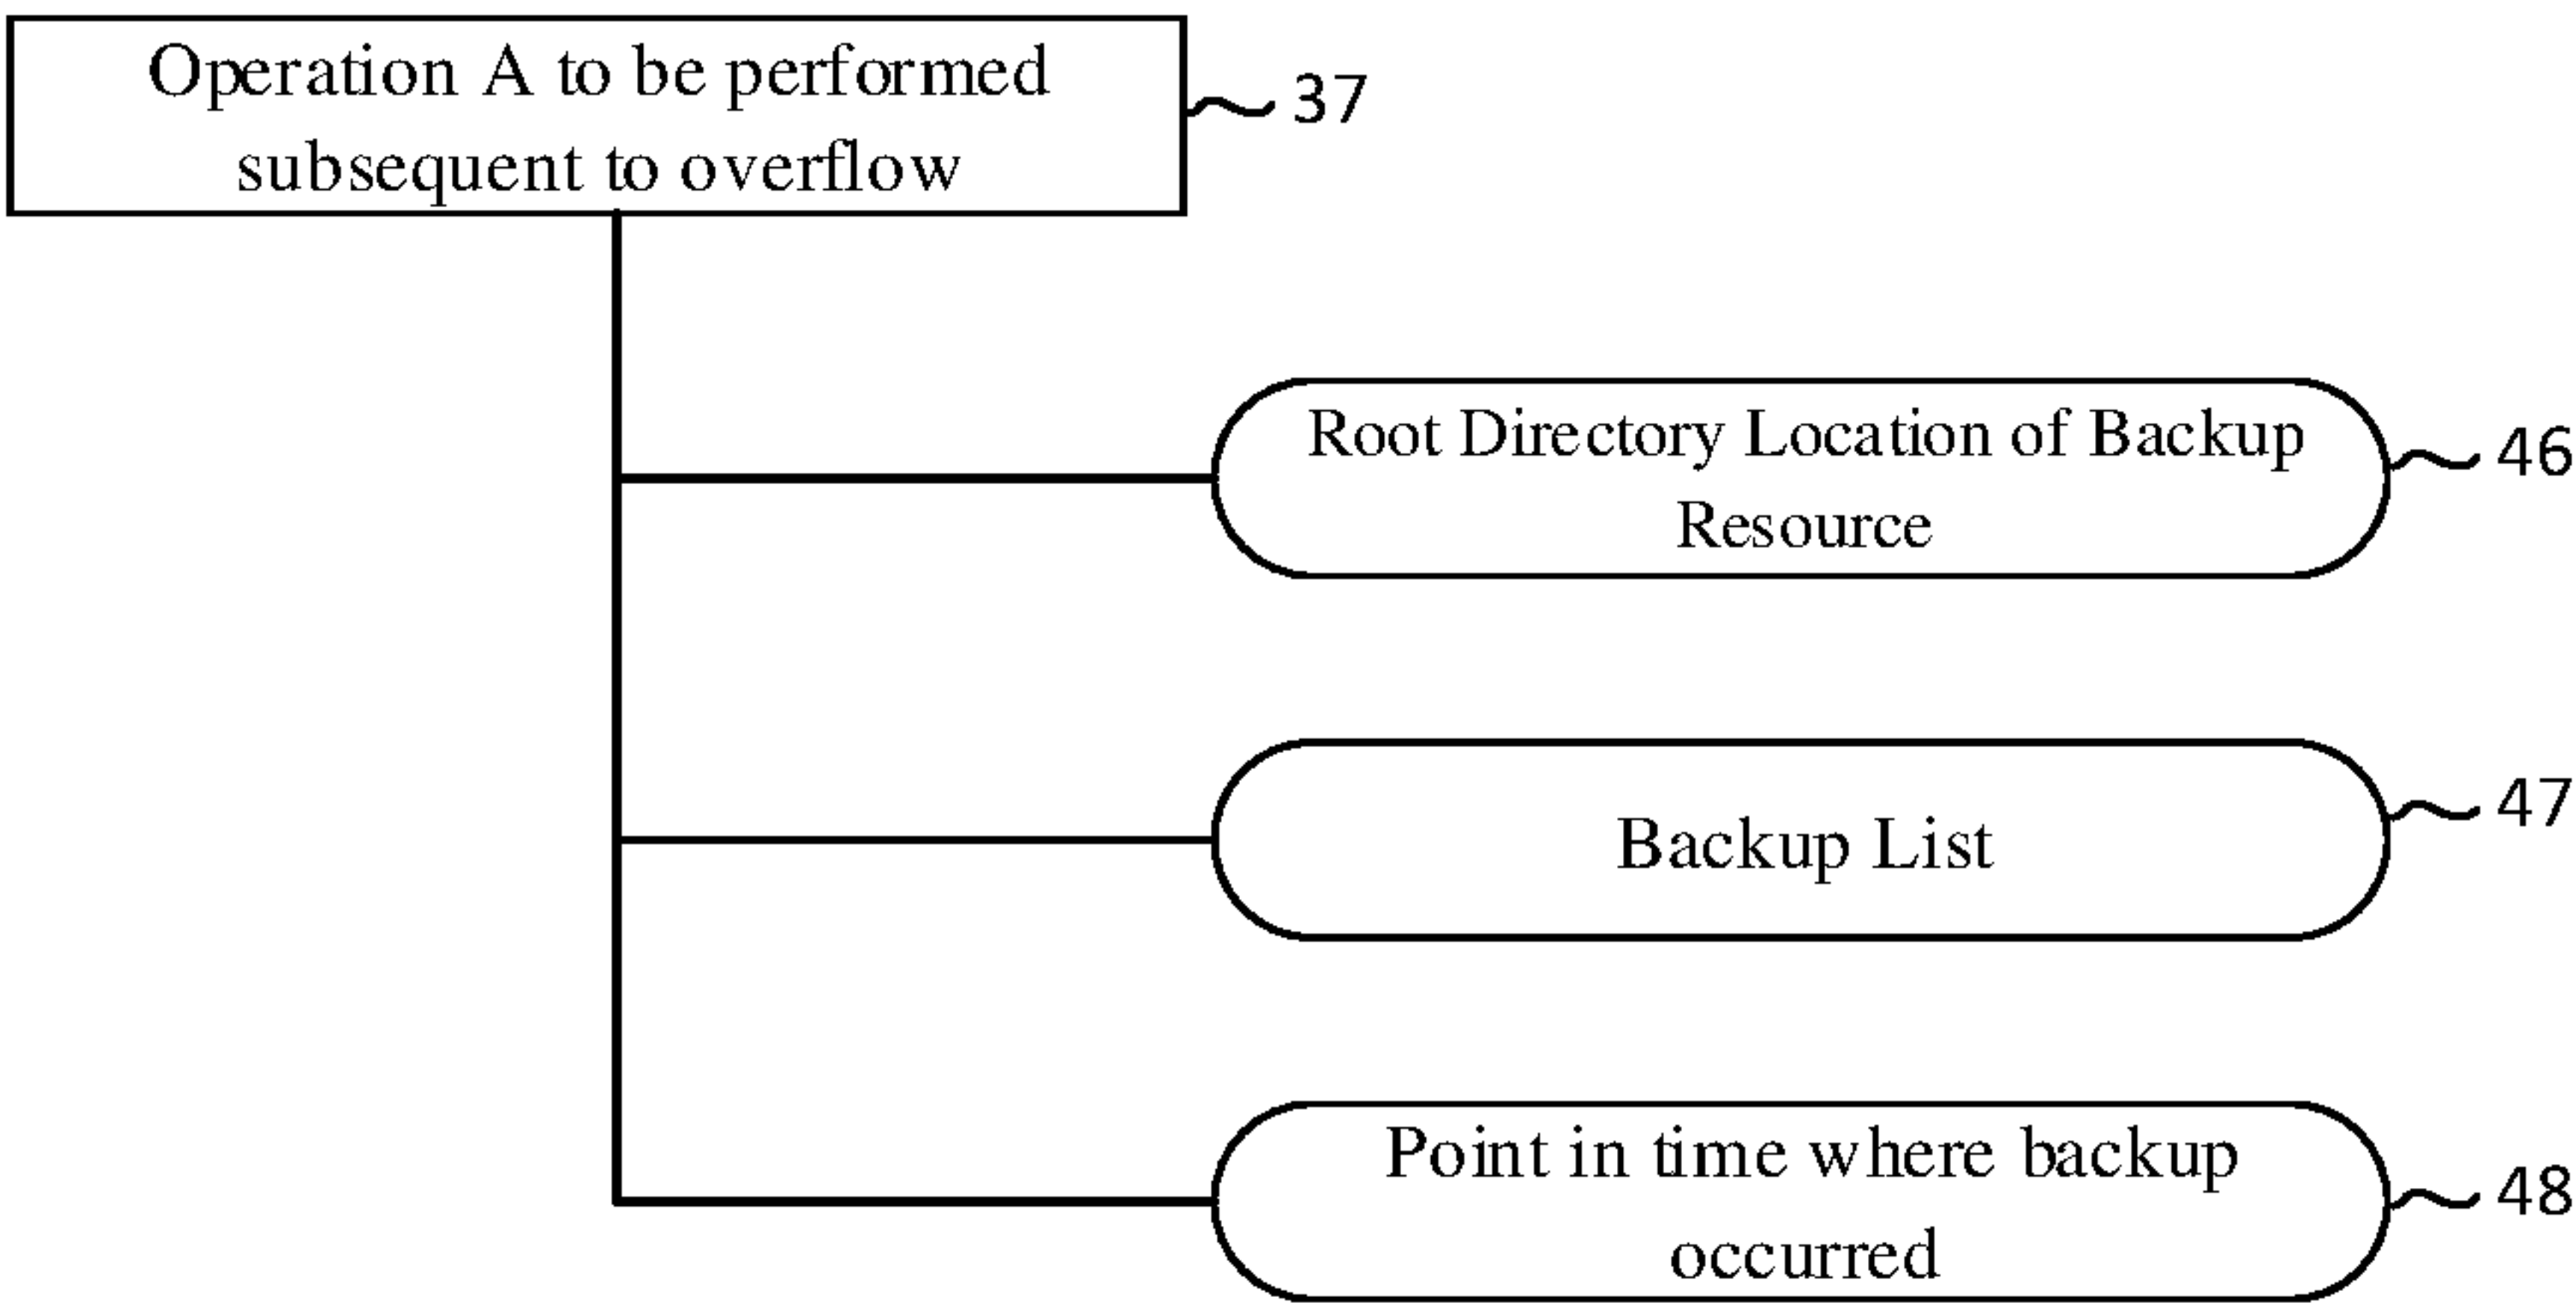 Operation A to be performed
subsequent to overflow
37
Root Directory Location of Backup
Resource
46
Backup List
47
Point in time where backup
occurred
48